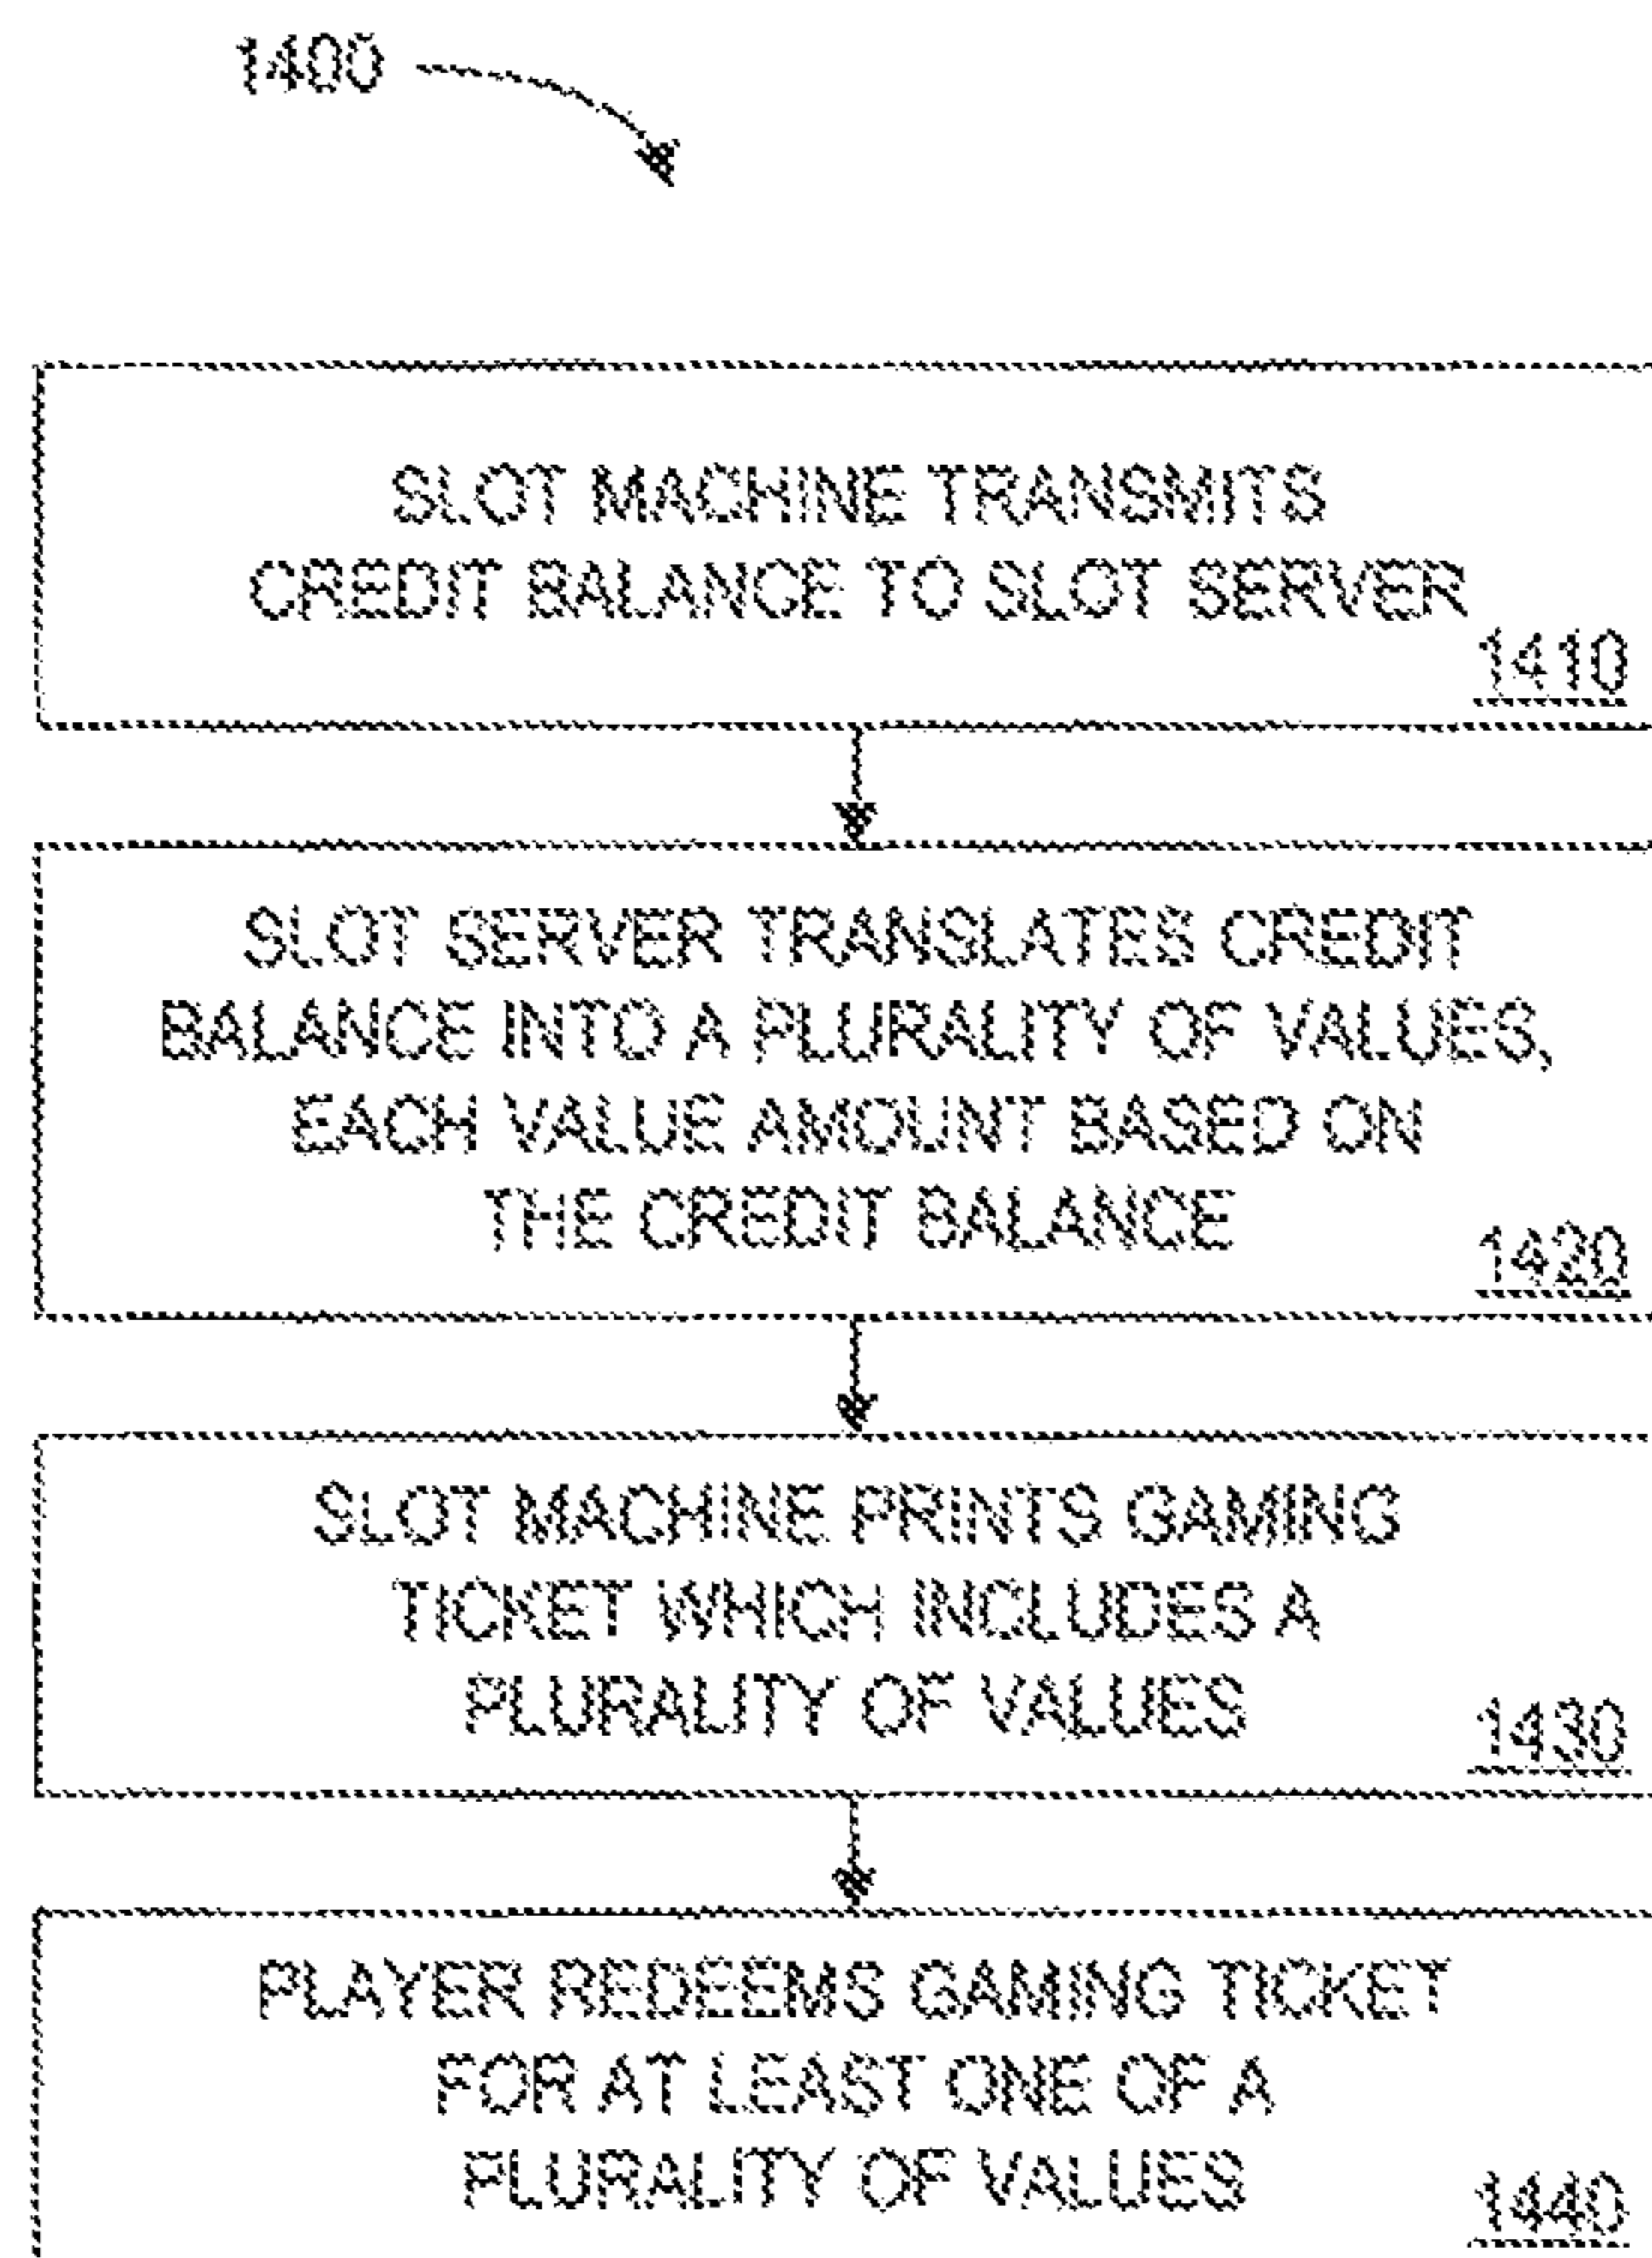 1400
SLOT MACHINE TRANSMITS
CREDIT BALANCE TO SLOT SERVER
1410
SLOT SERVER TRANSLATES CREDIT
BALANCE INTO A PLURALITY OF VALUES,
EACH VALUE AMOUNT BASED ON
THE CREDIT BALANCE
1420
SLOT MACHINE PRINTS GAMING
TICKET WHICH INCLUDES A
PLURALITY OF VALUES
1430
PLAYER REDEEMS GAMING TICKET
FOR AT LEAST ONE OF A
PLURALITY OF VALUES
1440